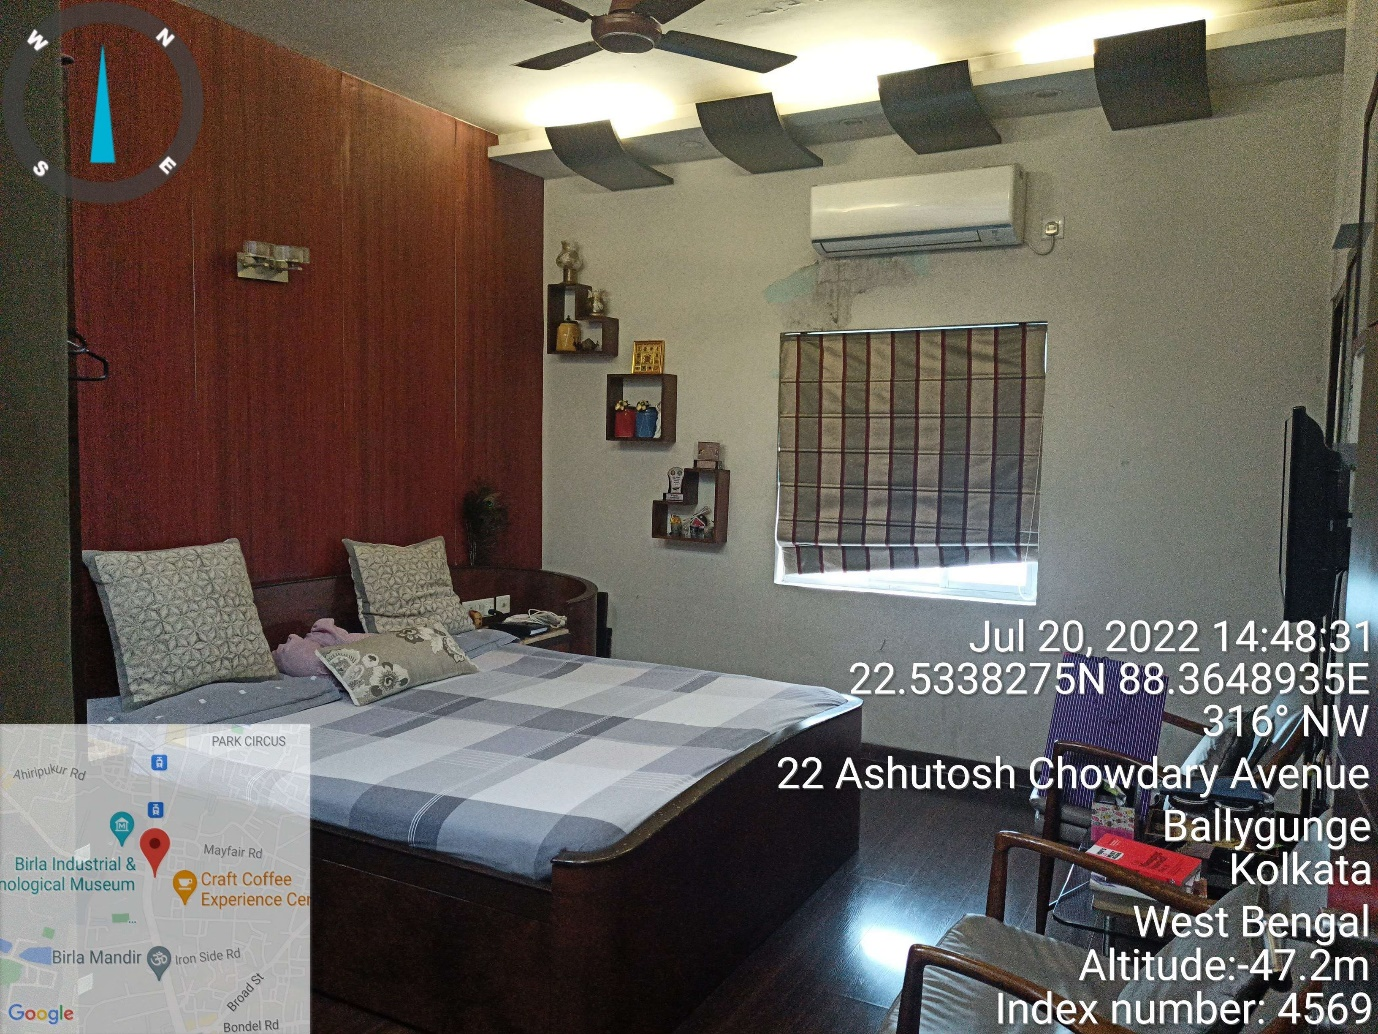 W
N
S
E
Jul 20, 2022 14:48:31
22.5338275N 88.3648935E
316° NW
22 Ashutosh Chowdary Avenue
Ballygunge
Kolkata
West Bengal
Altitude:-47.2m
Index number: 4569
PARK CIRCUS
Ahiripukur Rd
Mayfair Rd
Birla Industrial &
nological Museum
Craft Coffee
Experience Cer
Birla Mandir
Iron Side Rd
Broad St
Bondel Rd
Google